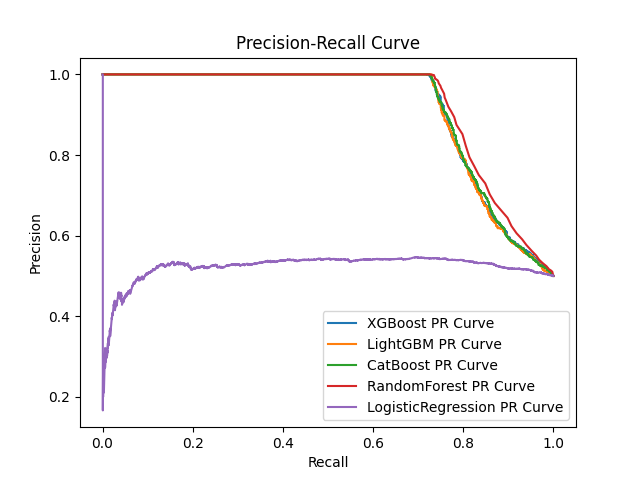 Precision-Recall Curve
Precision
1.0
0.8
0.6
0.4
0.2
XGBoost PR Curve
LightGBM PR Curve
CatBoost PR Curve
RandomForest PR Curve
LogisticRegression PR Curve
0.0
0.2
0.4
0.6
0.8
1.0
Recall